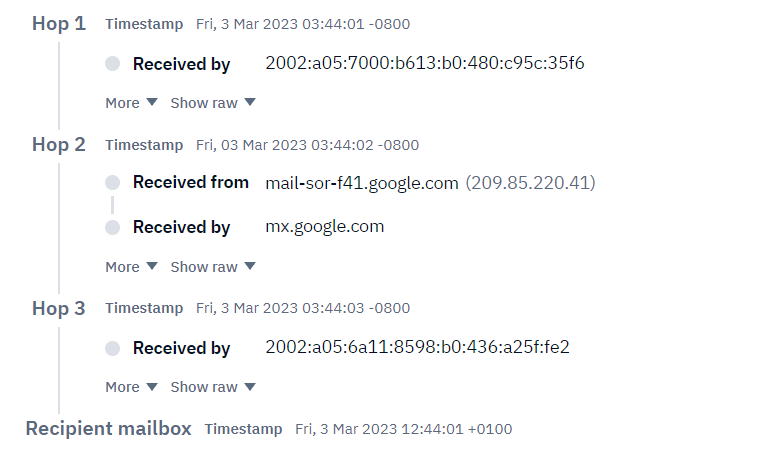 Hop 1 Timestamp Fri, 3 Mar 2023 03:44:01 -0800
Received by 2002:a05:7000:b613:b0:480:c95c:35f6
More Show raw
Hop 2 Timestamp Fri, 03 Mar 2023 03:44:02 -0800
Received from mail-sor-f41.google.com (209.85.220.41)
Received by mx.google.com
More Show raw
Hop 3 Timestamp Fri, 3 Mar 2023 03:44:03 -0800
Received by 2002:a05:6a11:8598:b0:436:a25f:fe2
More Show raw
Recipient mailbox Timestamp Fri, 3 Mar 2023 12:44:01 +0100